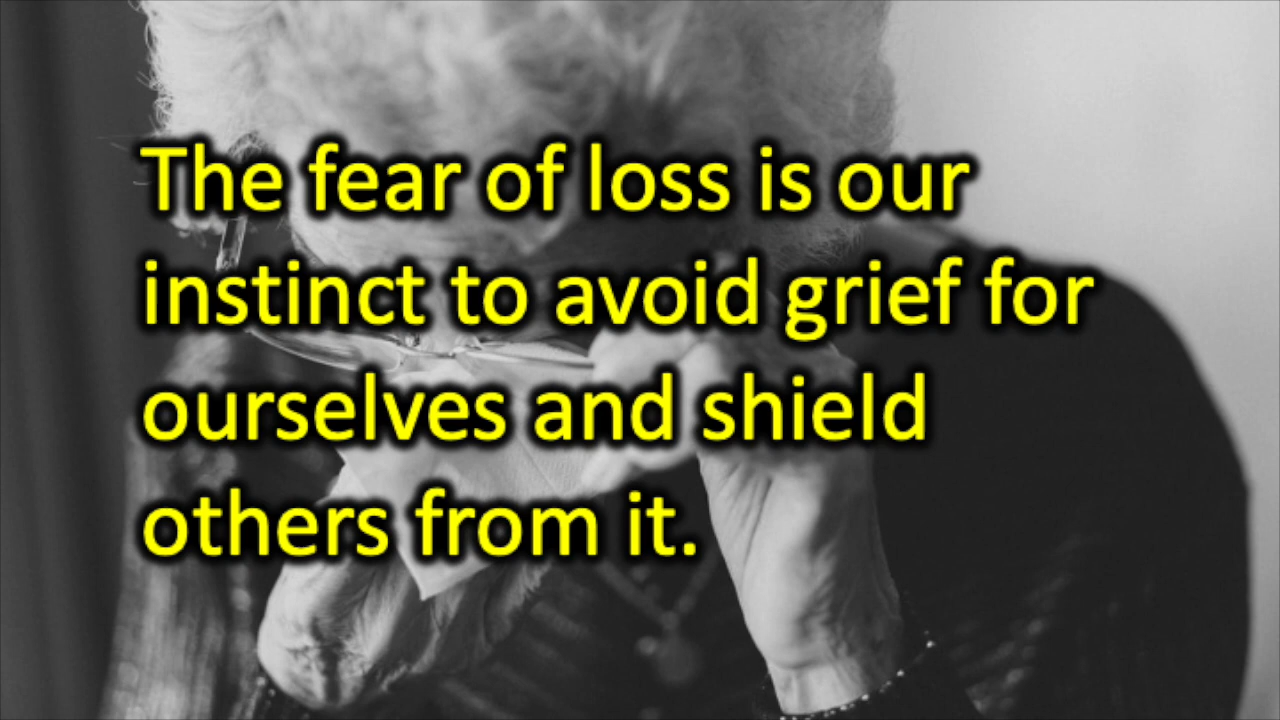 The fear of loss is our
instinct to avoid grief for
ourselves and shield
others from it.